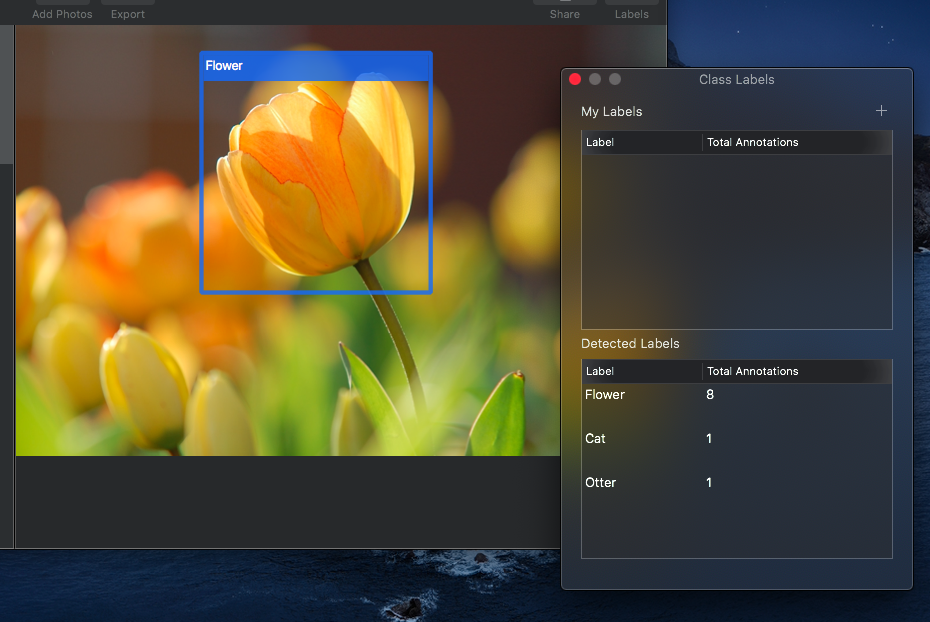 Add Photos Export Share Labels
Flower
Class Labels
My Labels
Label Total Annotations
Detected Labels
Label Total Annotations
Flower 8
Cat 1
Otter 1